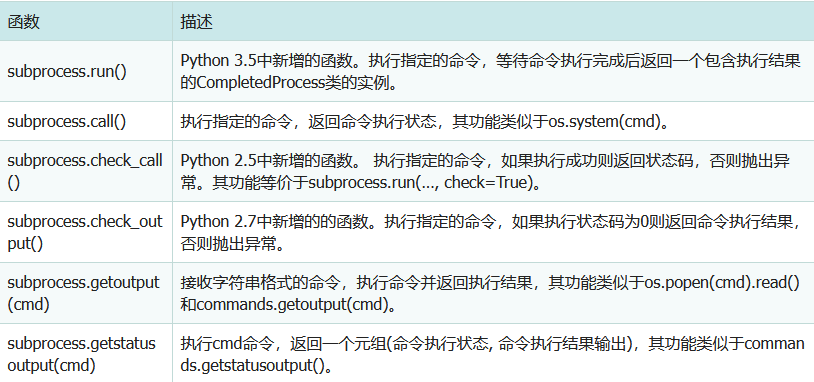 函数 描述
subprocess.run() Python 3.5中新增的函数。执行指定的命令，等待命令执行完成后返回一个包含执行结果
的CompletedProcess类的实例。
subprocess.call() 执行指定的命令，返回命令执行状态，其功能类似于os.system(cmd)。
subprocess.check_call Python 2.5中新增的函数。 执行指定的命令，如果执行成功则返回状态码，否则抛出异
() 常。其功能等价于subprocess.run(..., check=True)。
subprocess.check_out Python 2.7中新增的的函数。执行指定的命令，如果执行状态码为0则返回命令执行结果，
put() 否则抛出异常。
subprocess.getoutput 接收字符串格式的命令，执行命令并返回执行结果，其功能类似于os.popen(cmd).read()
(cmd) 和commands.getoutput(cmd)。
subprocess.getstatus 执行cmd命令，返回一个元组(命令执行状态, 命令执行结果输出)，其功能类似于comman
output(cmd) ds.getstatusoutput()。